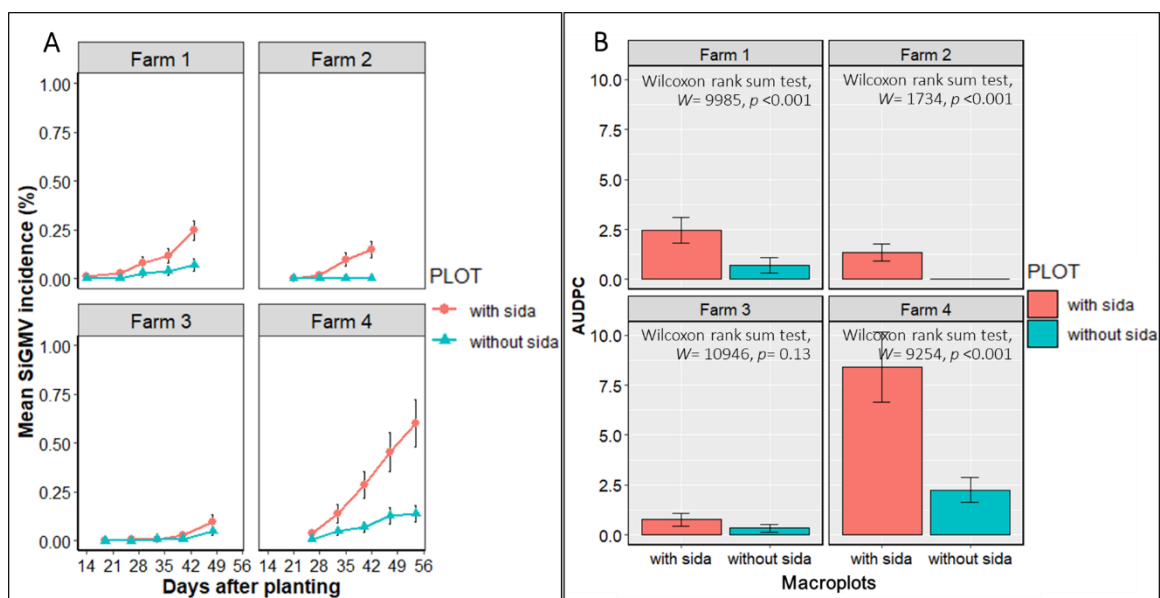 A
Farm 1
Farm 2
1.00
0.75
0.50
0.25
0.00
Farm 3
Farm 4
1.00
0.75
0.50
0.25
0.00
14 21 28 35 42 49 56
14 21 28 35 42 49 56
Days after planting
Mean SiGMV incidence (%)
PLOT
with sida
without sida
B
Farm 1
Farm 2
10.0
7.5
5.0
2.5
0.0
Wilcoxon rank sum test,
W= 9985, p <0.001
Wilcoxon rank sum test,
W= 1734, p <0.001
Farm 3
Farm 4
10.0
7.5
5.0
2.5
0.0
Wilcoxon rank sum test,
W= 10946, p= 0.13
Wilcoxon rank sum test,
W= 9254, p <0.001
with sida without sida
with sida without sida
Macroplots
AUDPC
PLOT
with sida
without sida